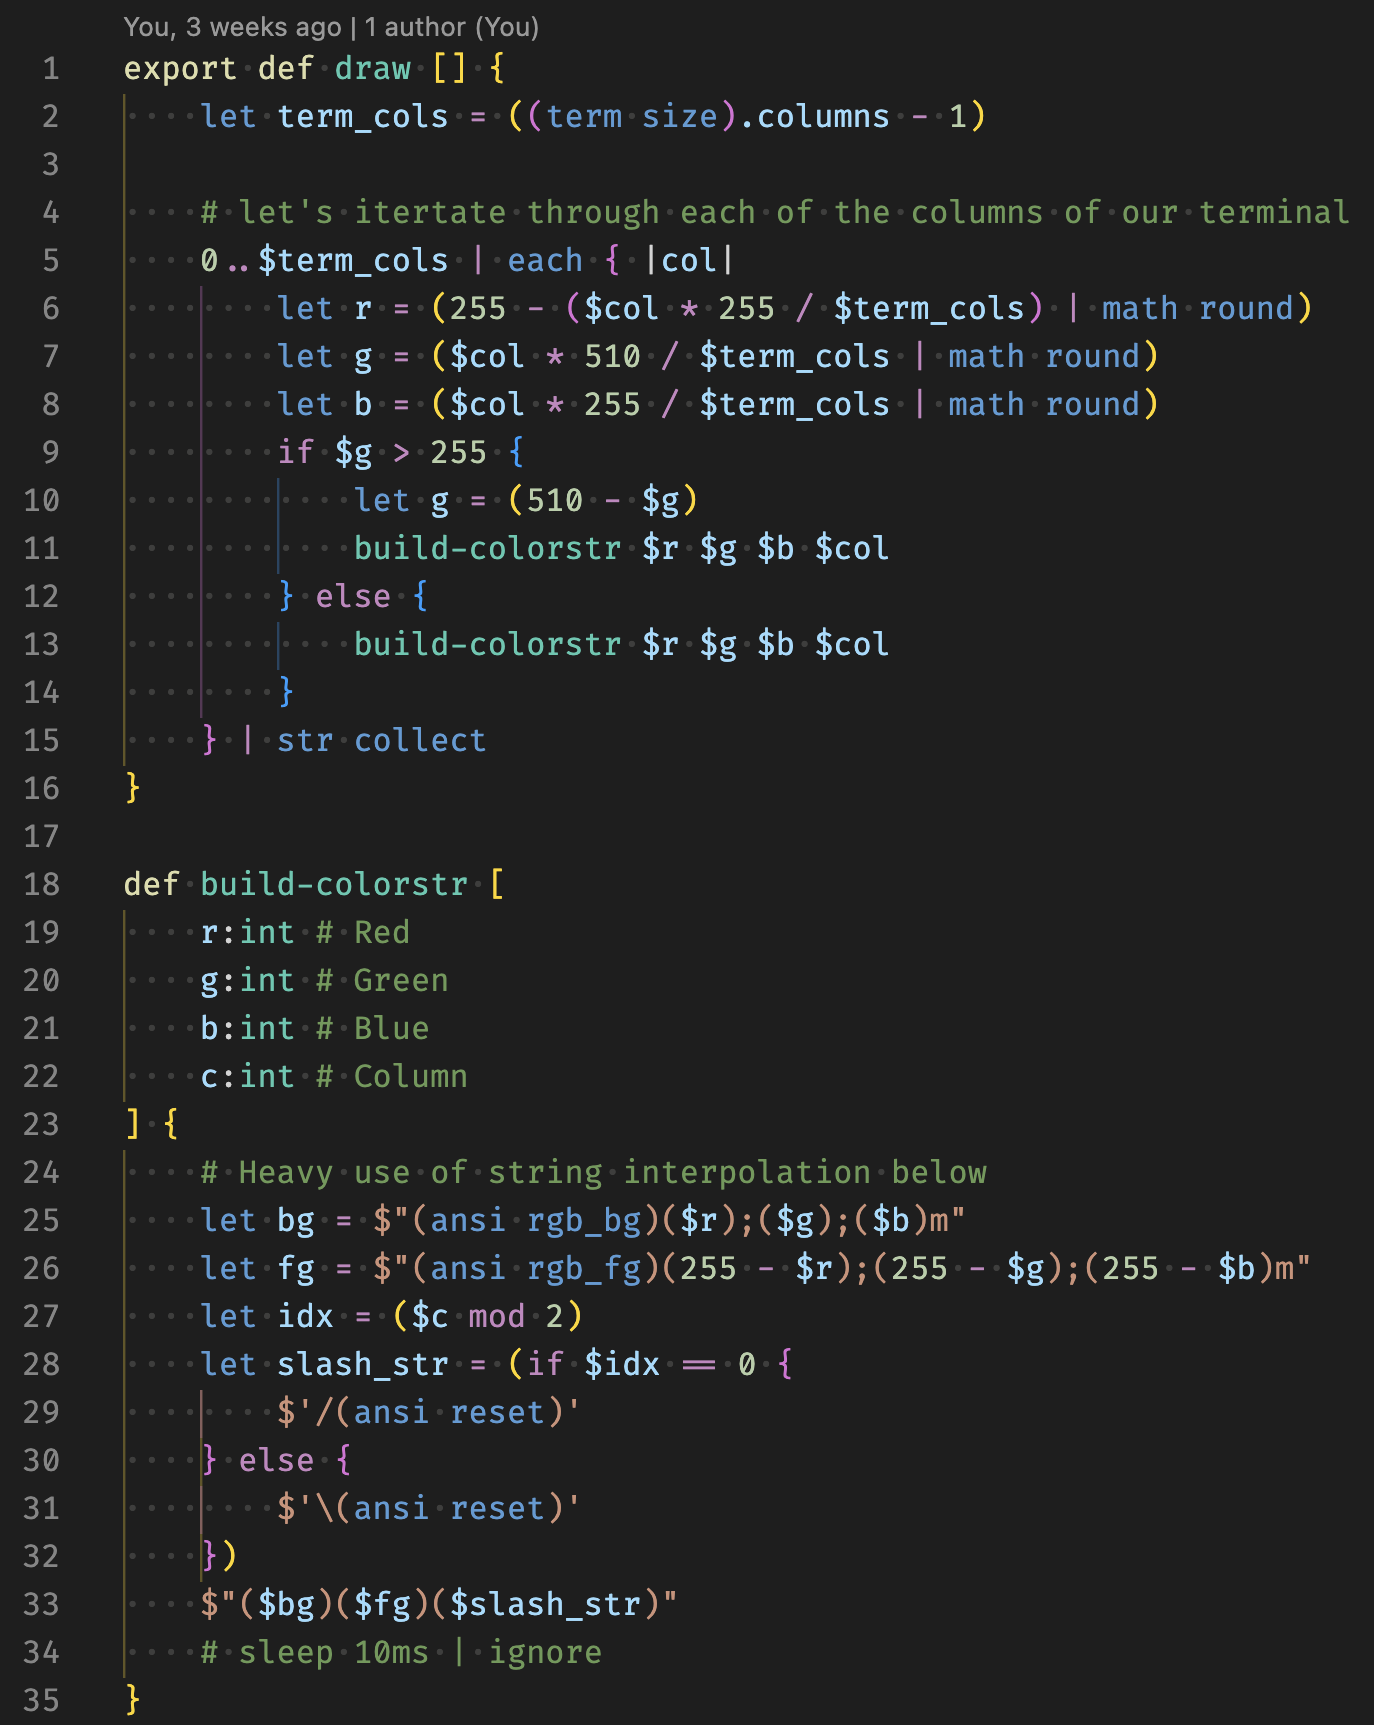 You, 3 weeks ago | 1 author (You)
1 export def draw [] {
2     let term_cols = ((term size).columns - 1)
3
4     # let's itertate through each of the columns of our terminal
5     0..$term_cols | each { |col|
6         let r = (255 - ($col * 255 / $term_cols) | math round)
7         let g = ($col * 510 / $term_cols | math round)
8         let b = ($col * 255 / $term_cols | math round)
9         if $g > 255 {
10             let g = (510 - $g)
11             build-colorstr $r $g $b $col
12         } else {
13             build-colorstr $r $g $b $col
14         }
15     } | str collect
16 }
17
18 def build-colorstr [
19     r:int # Red
20     g:int # Green
21     b:int # Blue
22     c:int # Column
23 ] {
24     # Heavy use of string interpolation below
25     let bg = $"(ansi rgb_bg)($r);($g);($b)m"
26     let fg = $"(ansi rgb_fg)(255 - $r);(255 - $g);(255 - $b)m"
27     let idx = ($c mod 2)
28     let slash_str = (if $idx == 0 {
29         $'/(ansi reset)'
30     } else {
31         $'\(ansi reset)'
32     })
33     $"($bg)($fg)($slash_str)"
34     # sleep 10ms | ignore
35 }